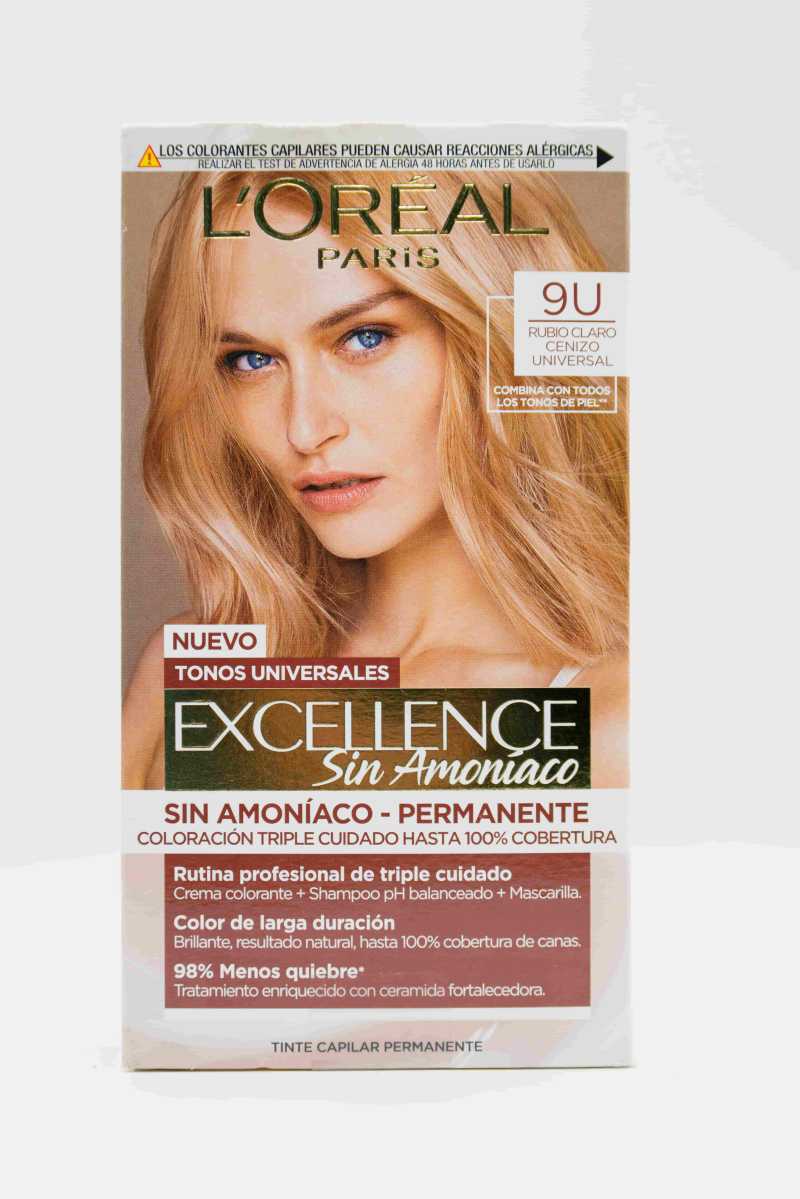 LOS COLORANTES CAPILARES PUEDEN CAUSAR REACCIONES ALÉRGICAS
REALIZAR EL TEST DE ADVERTENCIA DE ALERGIA 48 HORAS ANTES DE USARLO
L'ORÉAL
PARiS
9U
RUBIO CLARO
CENIZO
UNIVERSAL
COMBINA CON TODOS
LOS TONOS DE PIEL**
NUEVO
TONOS UNIVERSALES
EXCELLENCE
Sin Amoníaco
SIN AMONÍACO - PERMANENTE
COLORACIÓN TRIPLE CUIDADO HASTA 100% COBERTURA
Rutina profesional de triple cuidado
Crema colorante + Shampoo pH balanceado + Mascarilla.
Color de larga duración
Brillante, resultado natural, hasta 100% cobertura de canas.
98% Menos quiebre*
Tratamiento enriquecido con ceramida fortalecedora.
TINTE CAPILAR PERMANENTE